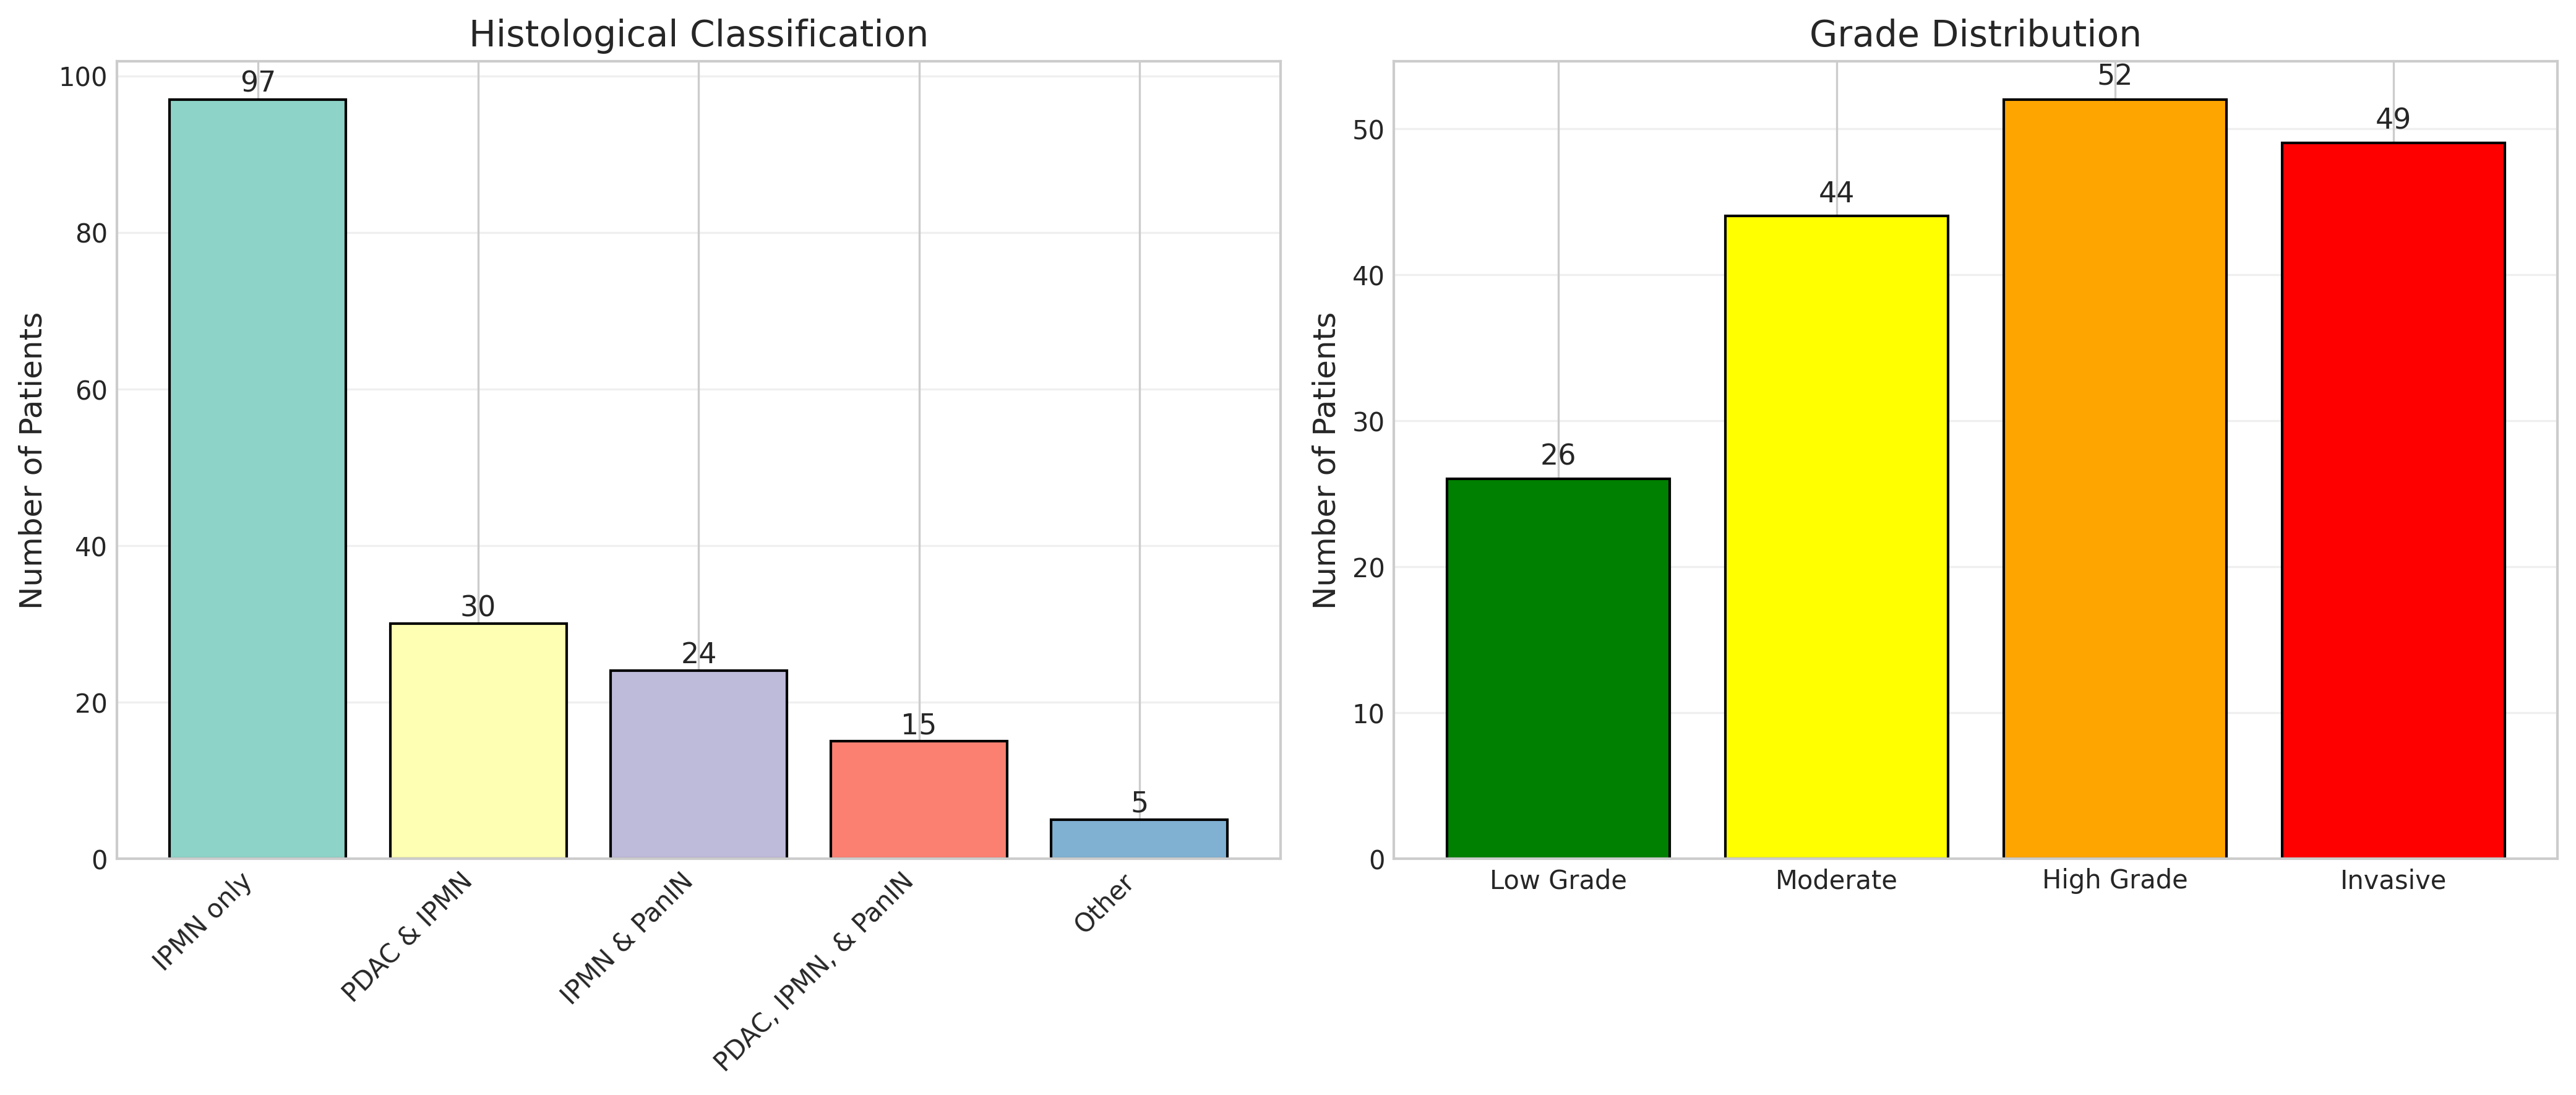 Histological Classification
Number of Patients
100
80
60
40
20
0
97
30
24
15
5
IPMN only
PDAC & IPMN
IPMN & PanIN
PDAC, IPMN, & PanIN
Other
Grade Distribution
Number of Patients
50
40
30
20
10
0
26
44
52
49
Low Grade
Moderate
High Grade
Invasive